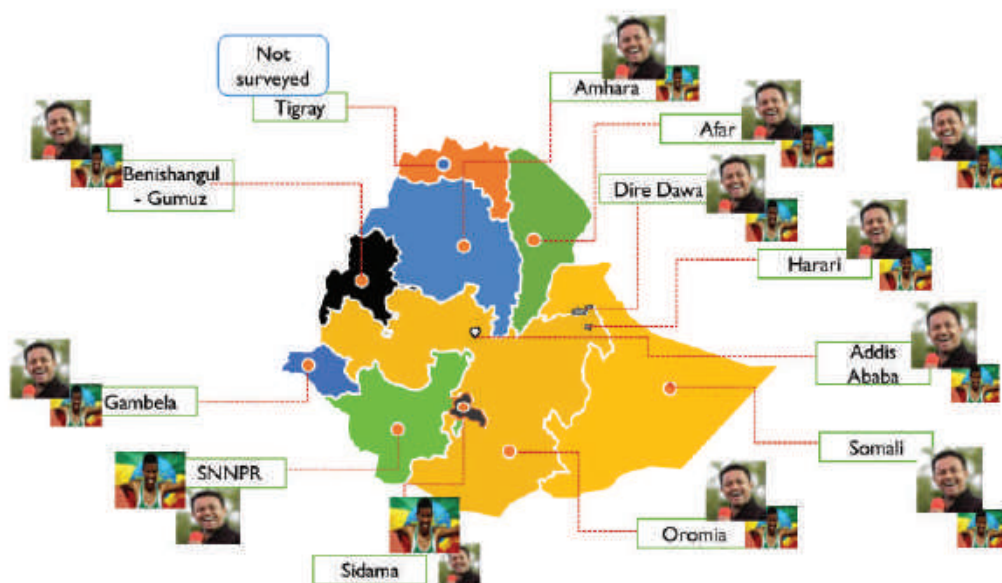 Not
surveyed
Tigray
Amhara
Afar
Benishangul
- Gumuz
Dire Dawa
Harari
Addis
Ababa
Gambela
Somali
SNNPR
Oromia
Sidama